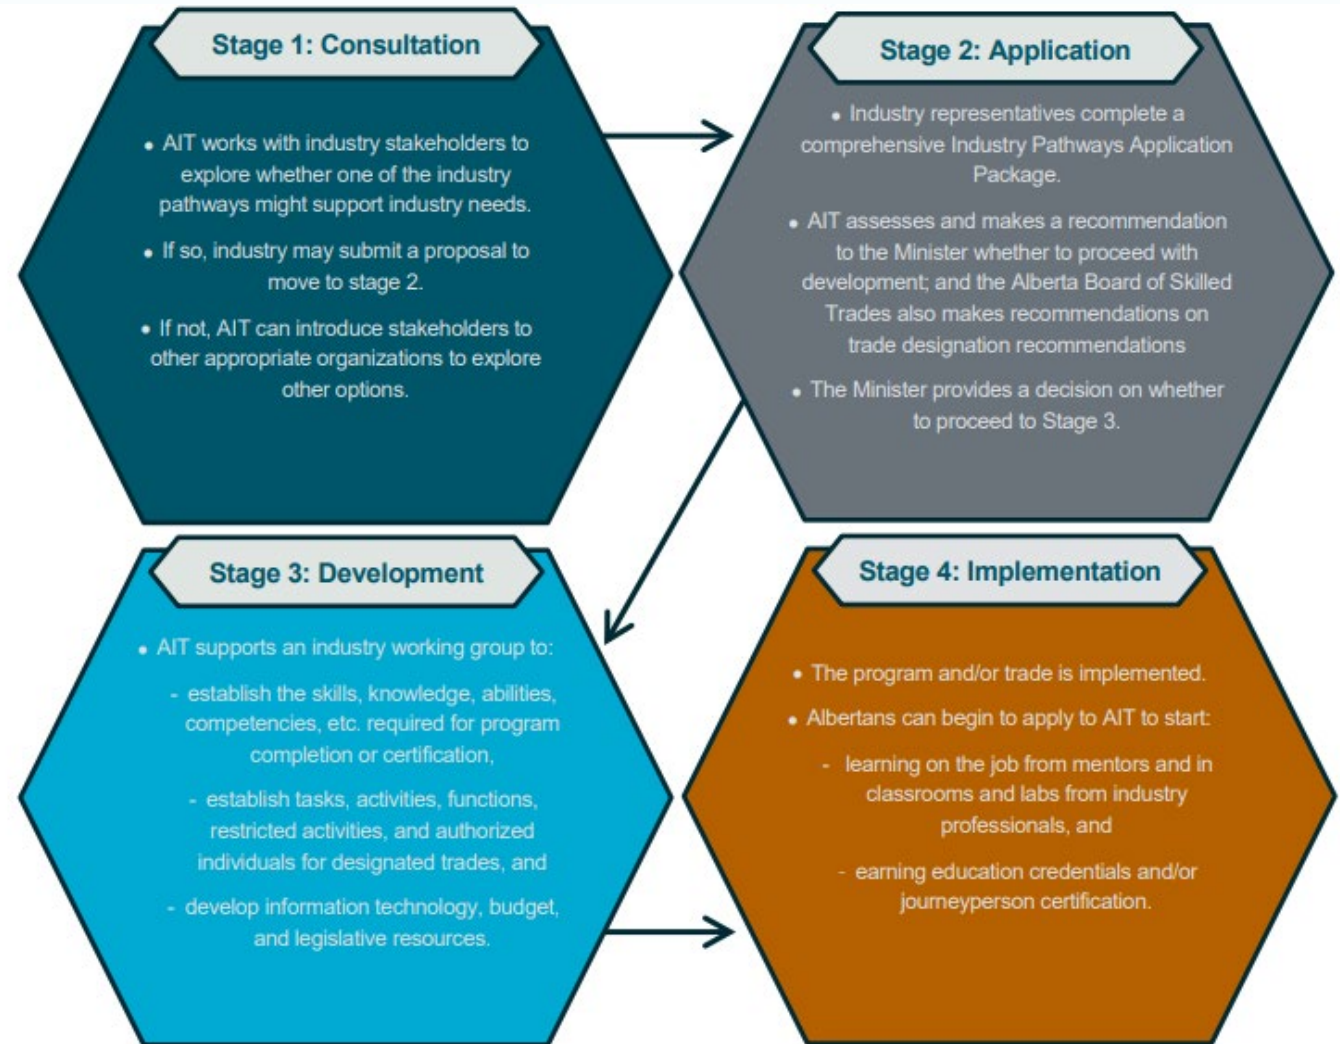 Stage 1: Consultation
• AIT works with industry stakeholders to
explore whether one of the industry
pathways might support industry needs.
• If so, industry may submit a proposal to
move to stage 2.
• If not, AIT can introduce stakeholders to
other appropriate organizations to explore
other options.
Stage 2: Application
• Industry representatives complete a
comprehensive Industry Pathways Application
Package.
• AIT assesses and makes a recommendation
to the Minister whether to proceed with
development; and the Alberta Board of Skilled
Trades also makes recommendations on
trade designation recommendations
• The Minister provides a decision on whether
to proceed to Stage 3.
Stage 3: Development
• AIT supports an industry working group to:
- establish the skills, knowledge, abilities,
competencies, etc. required for program
completion or certification,
- establish tasks, activities, functions,
restricted activities, and authorized
individuals for designated trades, and
- develop information technology, budget,
and legislative resources.
Stage 4: Implementation
• The program and/or trade is implemented.
• Albertans can begin to apply to AIT to start:
- learning on the job from mentors and in
classrooms and labs from industry
professionals, and
- earning education credentials and/or
journeyperson certification.